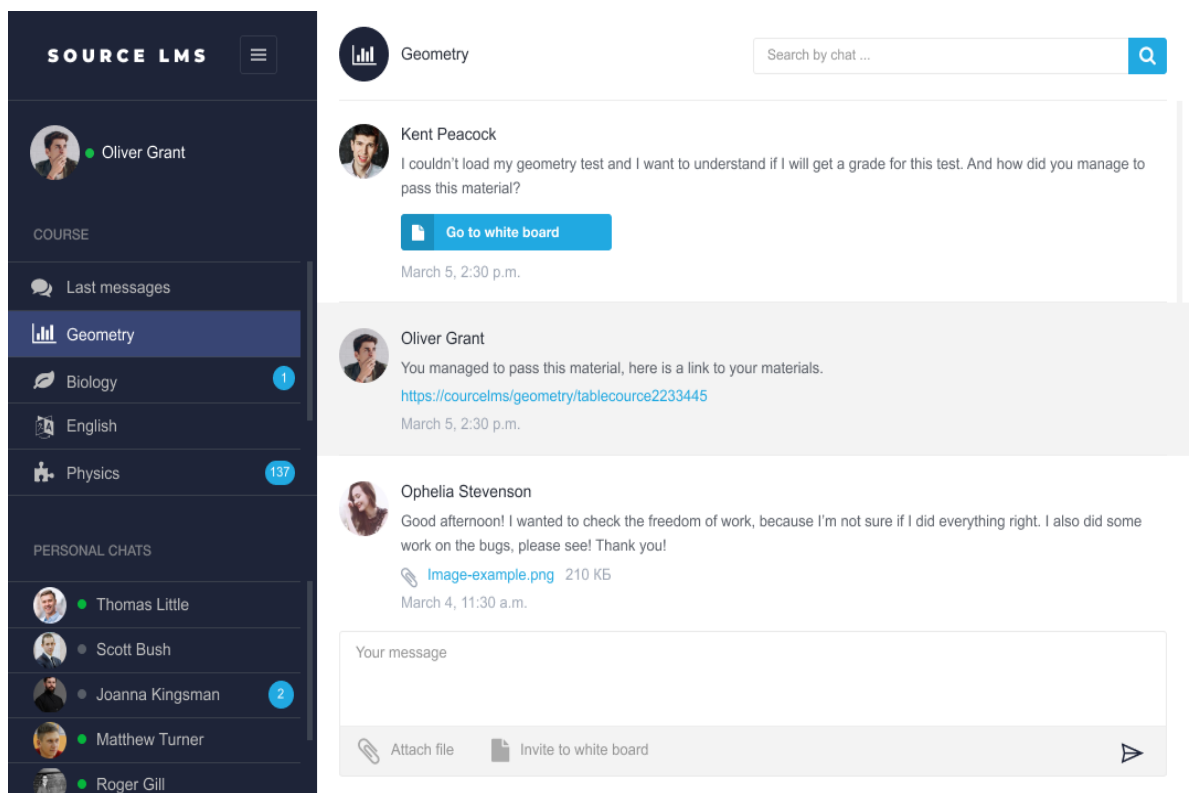 SOURCE LMS
Oliver Grant
COURSE
Last messages
Geometry
Biology 1
English
Physics 137
PERSONAL CHATS
Thomas Little
Scott Bush
Joanna Kingsman 2
Matthew Turner
Roger Gill
Geometry
Search by chat ...
Kent Peacock
I couldn’t load my geometry test and I want to understand if I will get a grade for this test. And how did you manage to
pass this material?
Go to white board
March 5, 2:30 p.m.
Oliver Grant
You managed to pass this material, here is a link to your materials.
https://courcelms/geometry/tablecource2233445
March 5, 2:30 p.m.
Ophelia Stevenson
Good afternoon! I wanted to check the freedom of work, because I’m not sure if I did everything right. I also did some
work on the bugs, please see! Thank you!
Image-example.png 210 КБ
March 4, 11:30 a.m.
Your message
Attach file
Invite to white board